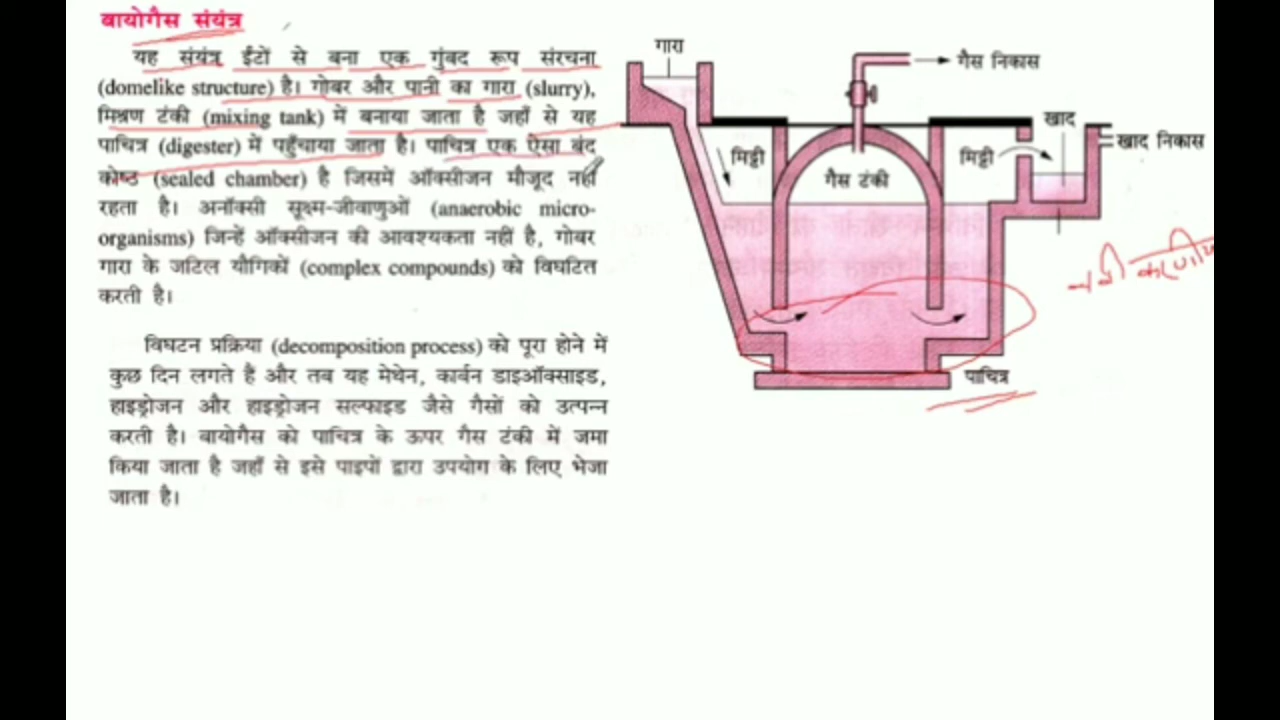 बायोगैस संयंत्र
यह संयंत्र ईंटों से बना एक गुंबद रूप संरचना
(domelike structure) है। गोबर और पानी का गारा (slurry),
मिश्रण टंकी (mixing tank) में बनाया जाता है जहाँ से यह
पाचित्र (digester) में पहुँचाया जाता है। पाचित्र एक ऐसा बंद
कोष्ठ (sealed chamber) है जिसमें ऑक्सीजन मौजूद नहीं
रहता है। अनॉक्सी सूक्ष्म-जीवाणुओं (anaerobic micro-
organisms) जिन्हें ऑक्सीजन की आवश्यकता नहीं है, गोबर
गारा के जटिल यौगिकों (complex compounds) को विघटित
करती है।
विघटन प्रक्रिया (decomposition process) को पूरा होने में
कुछ दिन लगते हैं और तब यह मेथेन, कार्बन डाइऑक्साइड,
हाइड्रोजन और हाइड्रोजन सल्फाइड जैसे गैसों को उत्पन्न
करती है। बायोगैस को पाचित्र के ऊपर गैस टंकी में जमा
किया जाता है जहाँ से इसे पाइपों द्वारा उपयोग के लिए भेजा
जाता है।
गारा
गैस निकास
खाद
खाद निकास
मिट्टी
गैस टंकी
मिट्टी
पाचित्र